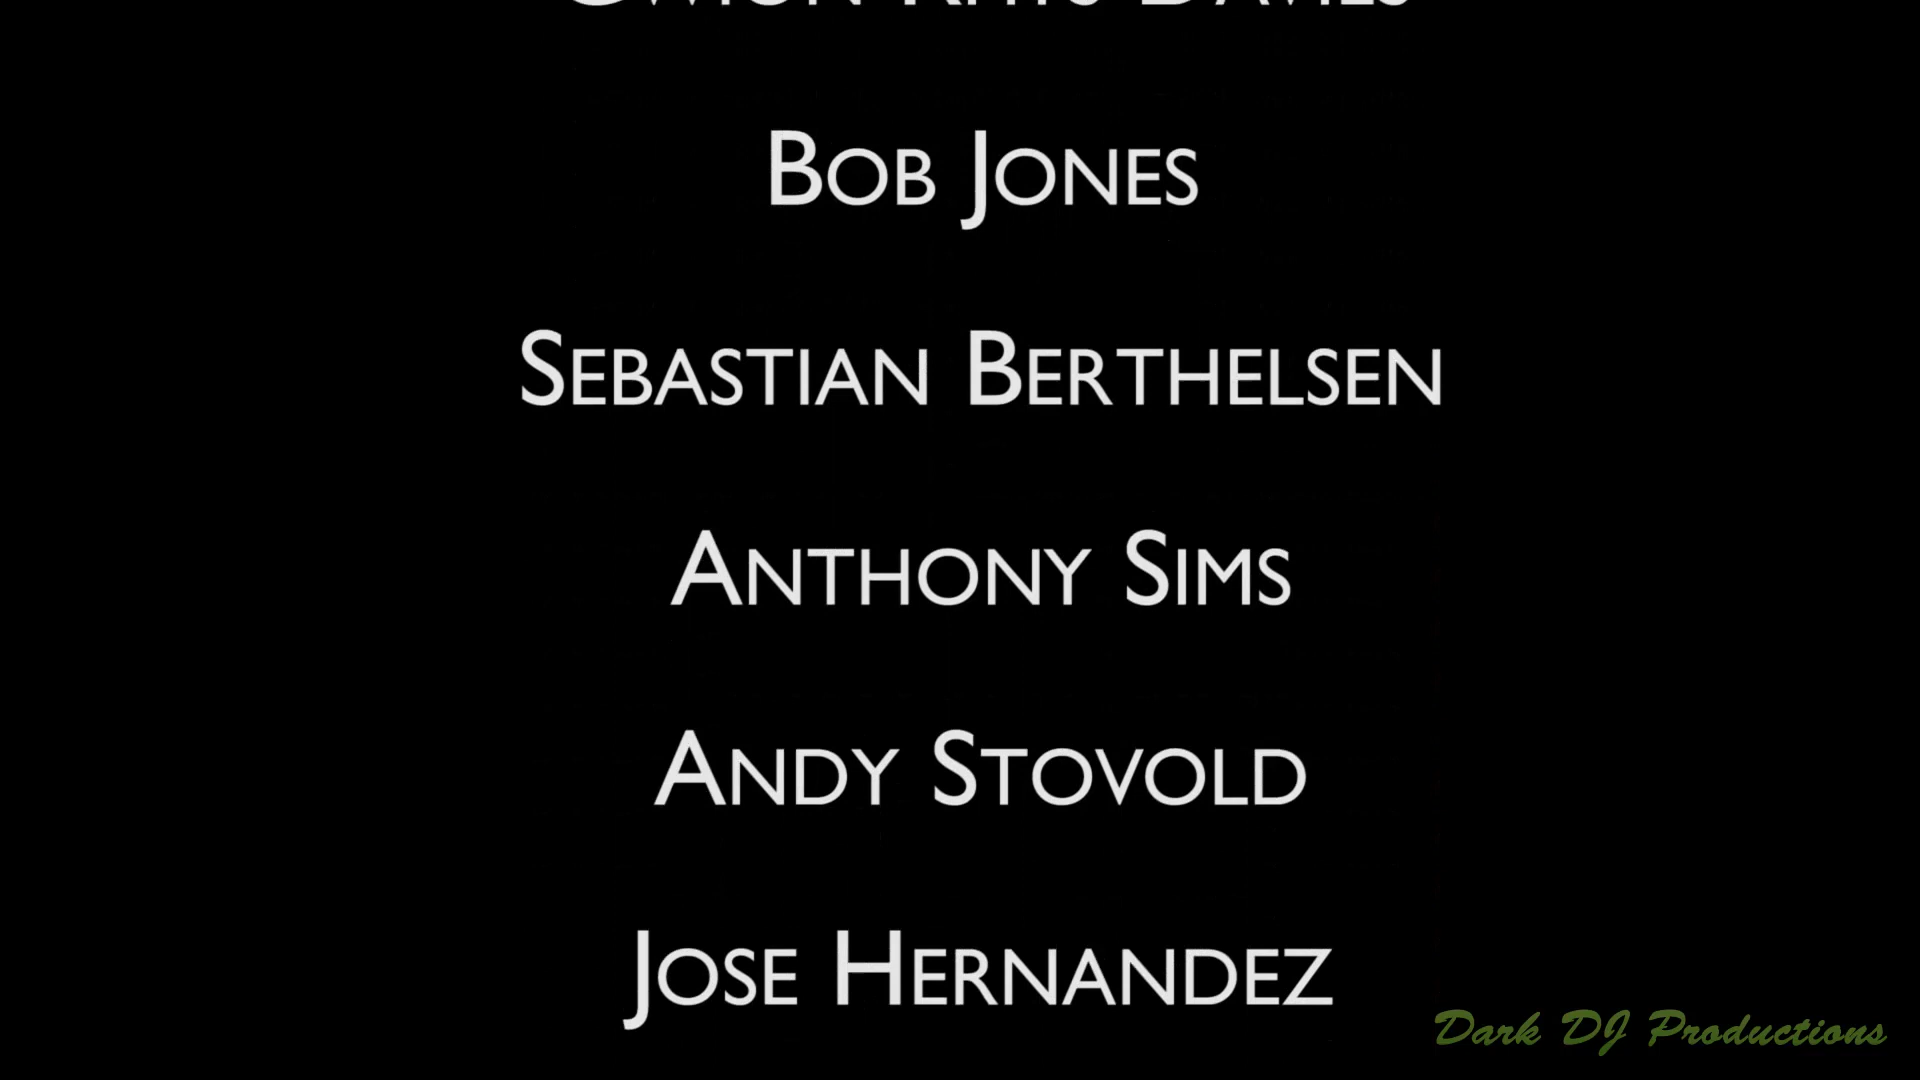 Bob Jones
Sebastian Berthelsen
Anthony Sims
Andy Stovold
Jose Hernandez
Dark DJ Productions